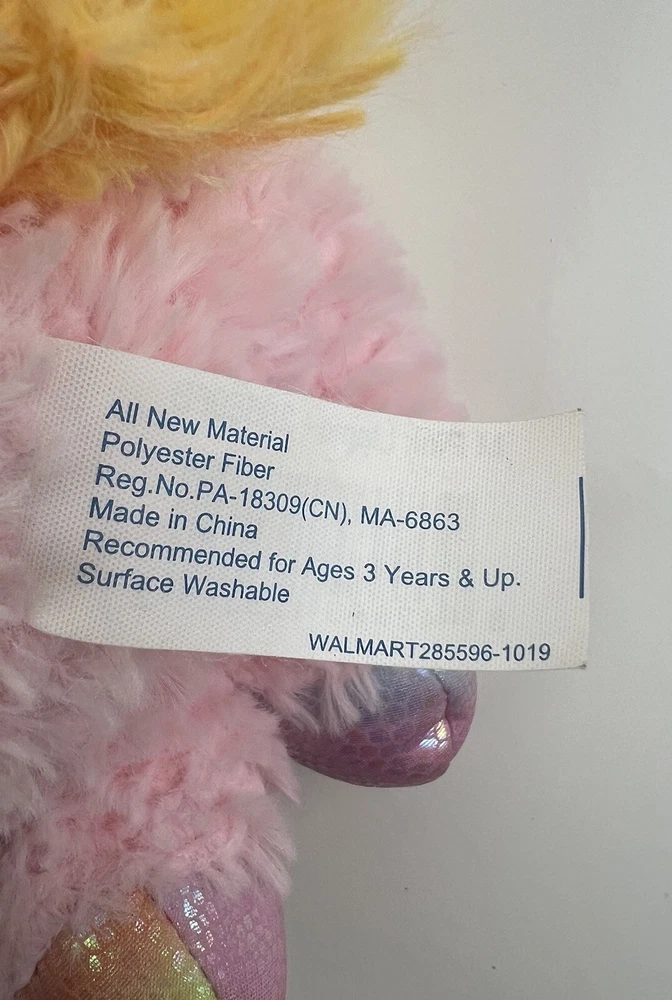 All New Material
Polyester Fiber
Reg.No.PA-18309(CN), MA-6863
Made in China
Recommended for Ages 3 Years & Up.
Surface Washable
WALMART285596-1019